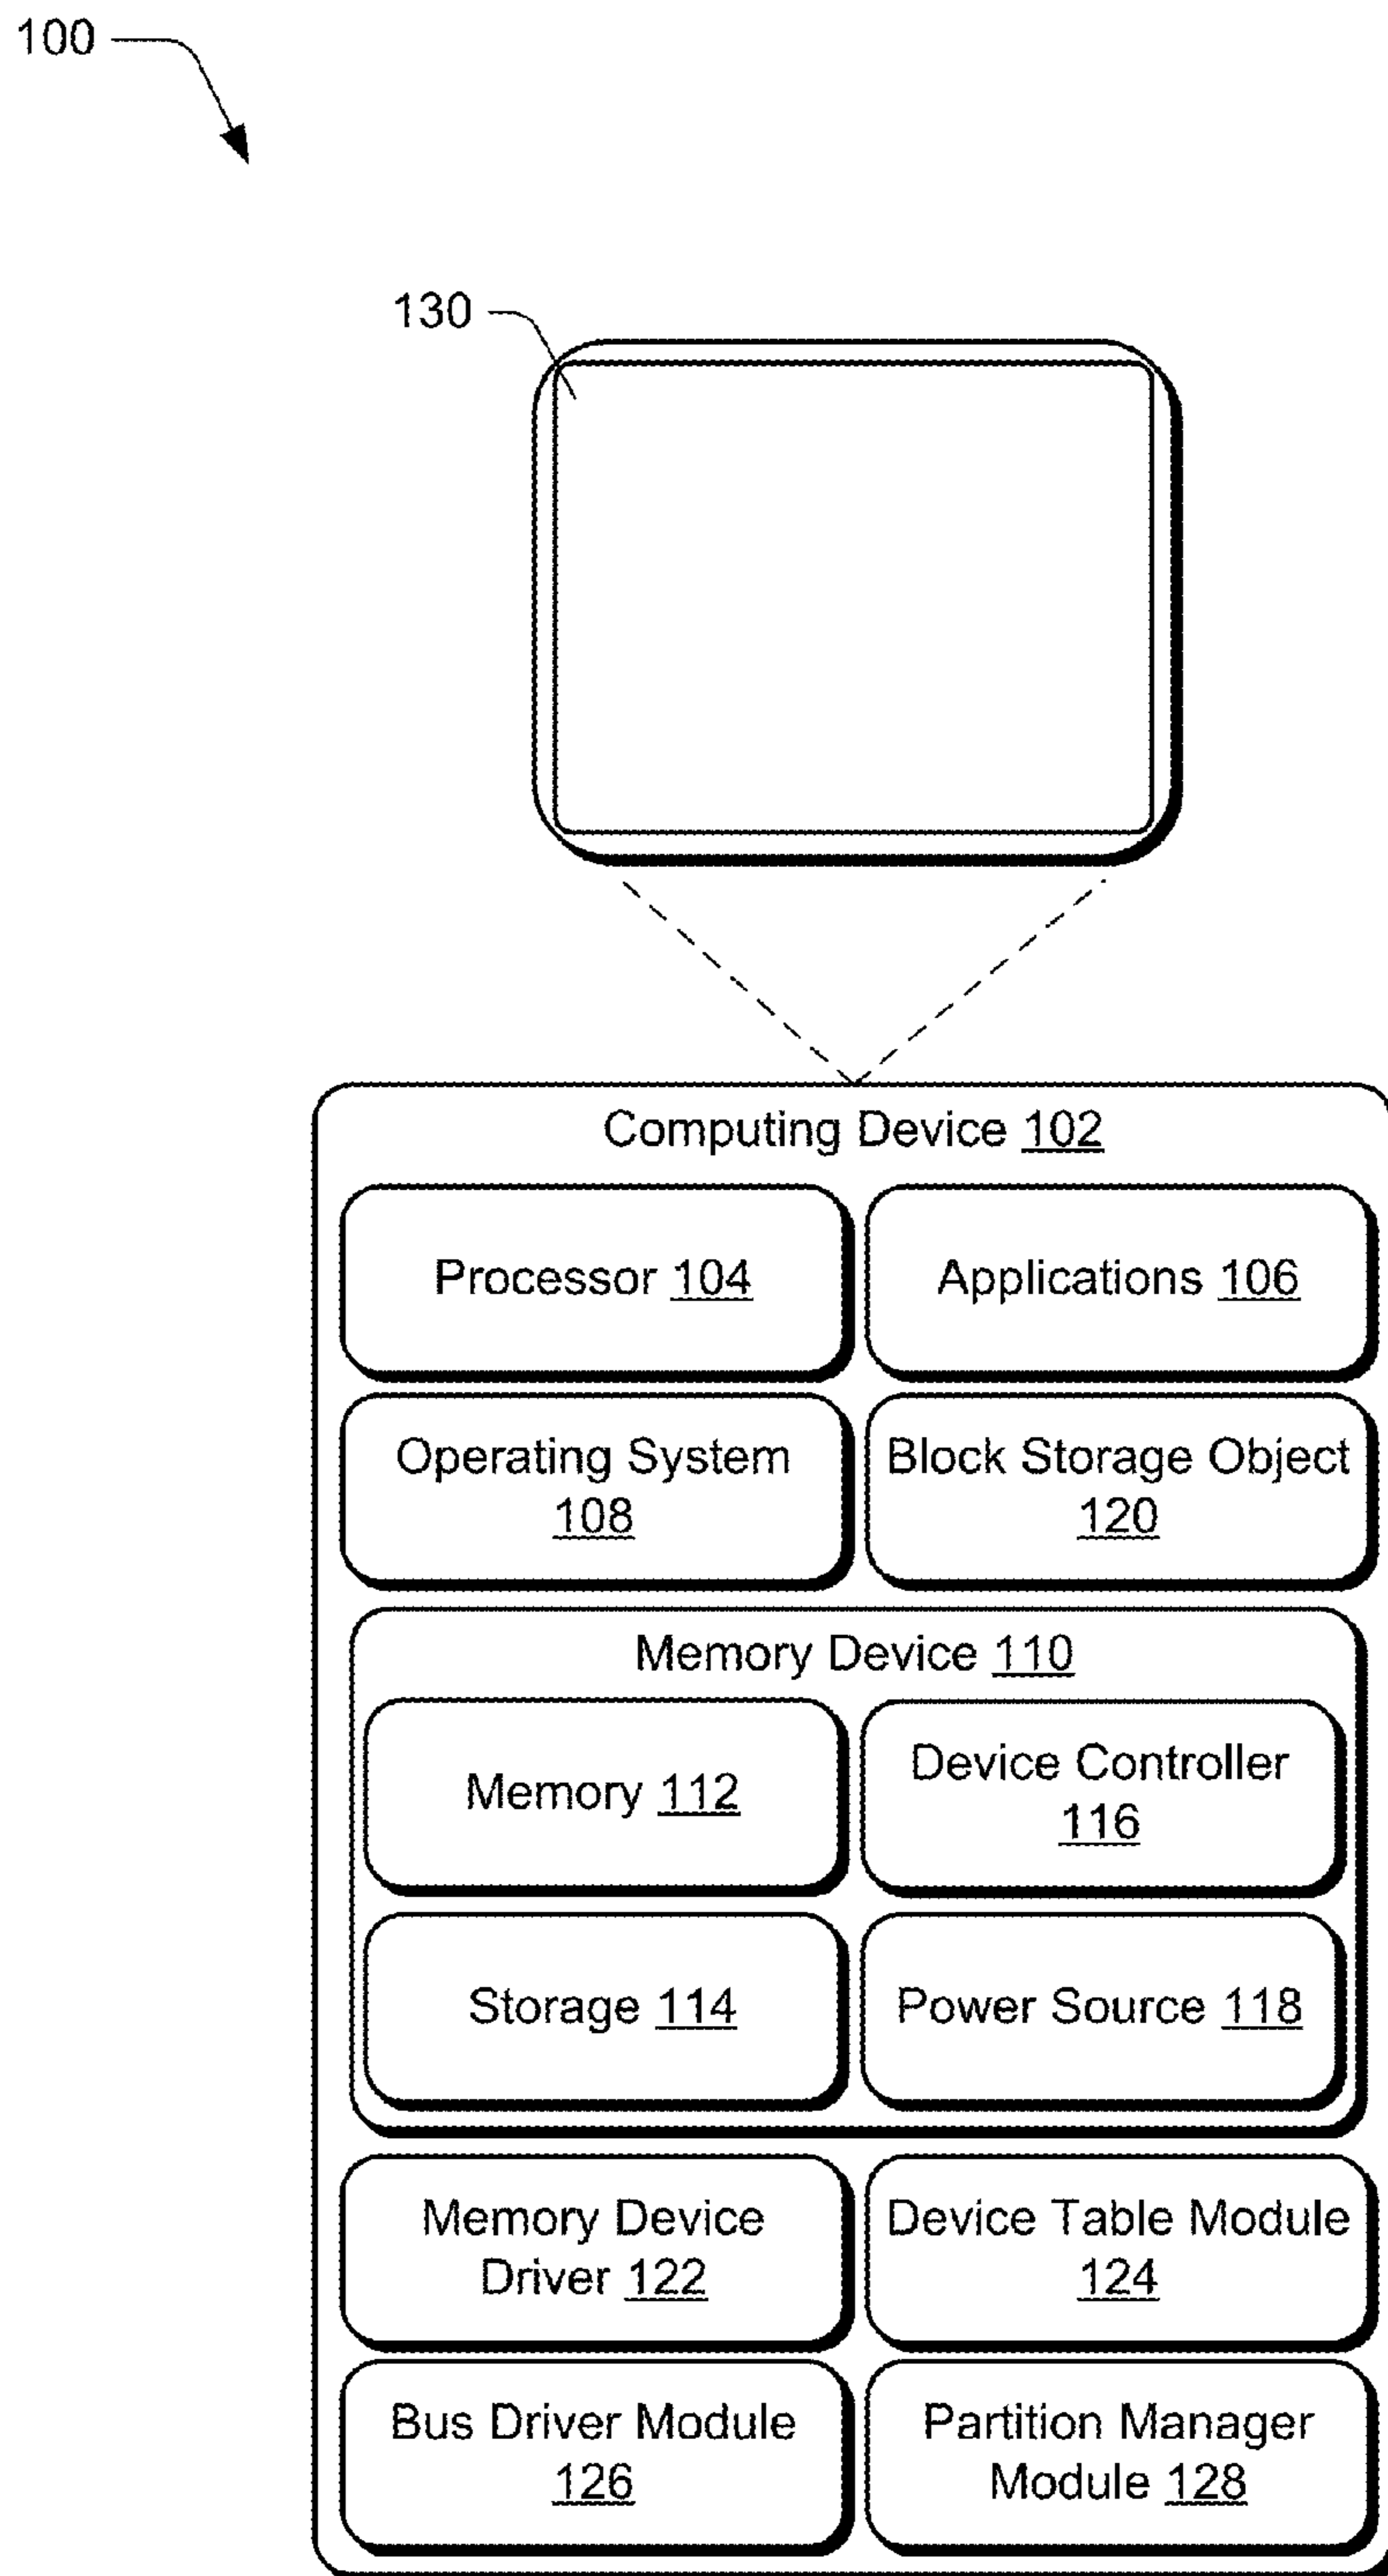 100
130
Computing Device 102
Processor 104
Applications 106
Operating System
108
Block Storage Object
120
Memory Device 110
Memory 112
Device Controller
116
Storage 114
Power Source 118
Memory Device
Driver 122
Device Table Module
124
Bus Driver Module
126
Partition Manager
Module 128